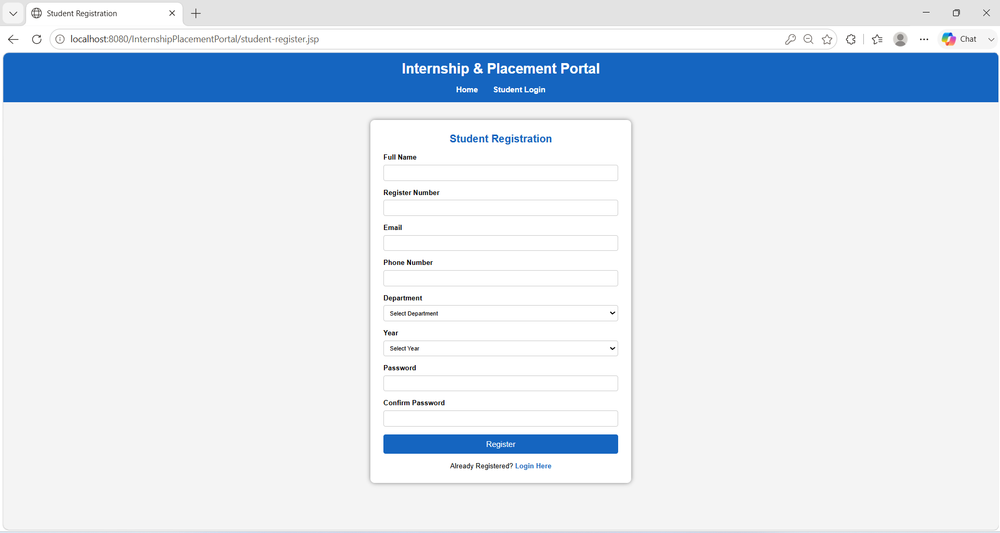 Student Registration
localhost:8080/InternshipPlacementPortal/student-register.jsp
Chat
Internship & Placement Portal
Home Student Login
Student Registration
Full Name
Register Number
Email
Phone Number
Department
Select Department
Year
Select Year
Password
Confirm Password
Register
Already Registered? Login Here